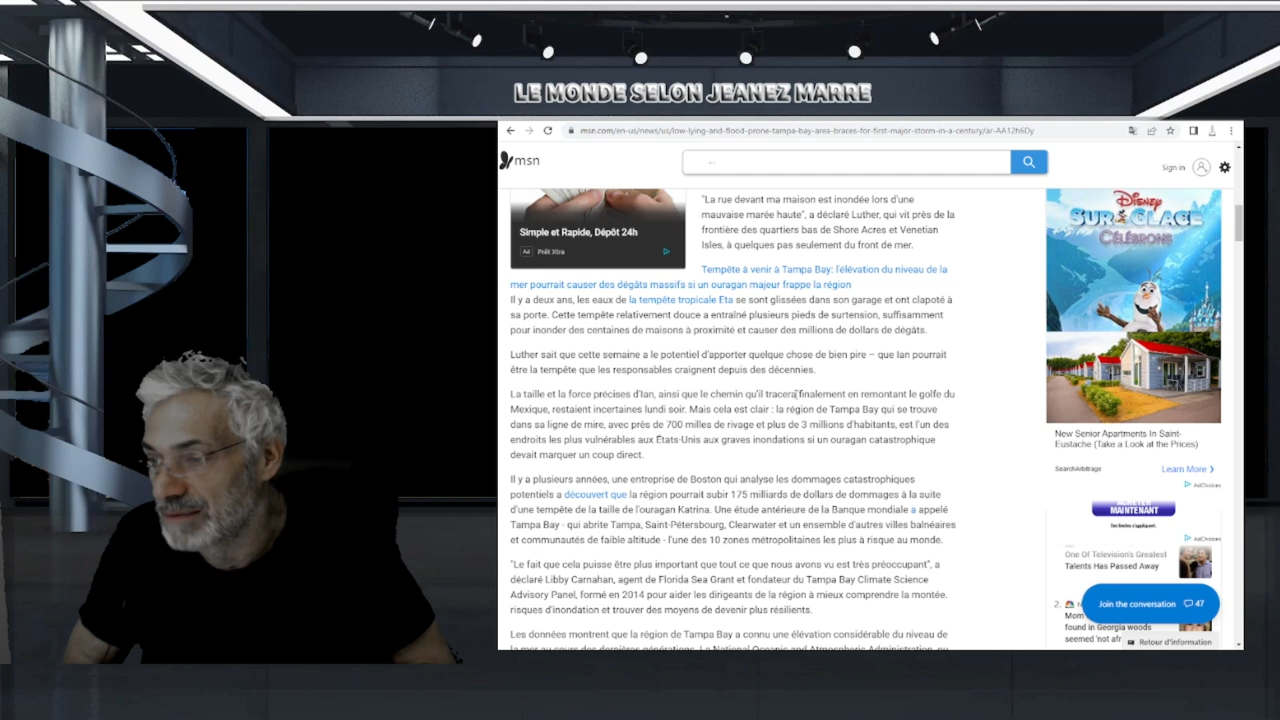 LE MONDE SELON JEANEZ MARRE
msn.com/en-us/news/us/low-lying-and-flood-prone-tampa-bay-area-braces-for-first-major-storm-in-a-century/ar-AA12h6Dy
msn
Sign in
Simple et Rapide, Dépôt 24h
Ad Prêt Xtra
"La rue devant ma maison est inondée lors d'une
mauvaise marée haute", a déclaré Luther, qui vit près de la
frontière des quartiers bas de Shore Acres et Venetian
Isles, à quelques pas seulement du front de mer.
Tempête à venir à Tampa Bay: l'élévation du niveau de la
mer pourrait causer des dégâts massifs si un ouragan majeur frappe la région
Il y a deux ans, les eaux de la tempête tropicale Eta se sont glissées dans son garage et ont clapoté à
sa porte. Cette tempête relativement douce a entraîné plusieurs pieds de surtension, suffisamment
pour inonder des centaines de maisons à proximité et causer des millions de dollars de dégâts.
Luther sait que cette semaine a le potentiel d'apporter quelque chose de bien pire – que Ian pourrait
être la tempête que les responsables craignent depuis des décennies.
La taille et la force précises d'Ian, ainsi que le chemin qu'il tracera finalement en remontant le golfe du
Mexique, restaient incertaines lundi soir. Mais cela est clair : la région de Tampa Bay qui se trouve
dans sa ligne de mire, avec près de 700 milles de rivage et plus de 3 millions d'habitants, est l'un des
endroits les plus vulnérables aux États-Unis aux graves inondations si un ouragan catastrophique
devait marquer un coup direct.
Il y a plusieurs années, une entreprise de Boston qui analyse les dommages catastrophiques
potentiels a découvert que la région pourrait subir 175 milliards de dollars de dommages à la suite
d'une tempête de la taille de l'ouragan Katrina. Une étude antérieure de la Banque mondiale a appelé
Tampa Bay - qui abrite Tampa, Saint-Pétersbourg, Clearwater et un ensemble d'autres villes balnéaires
et communautés de faible altitude - l'une des 10 zones métropolitaines les plus à risque au monde.
"Le fait que cela puisse être plus important que tout ce que nous avons vu est très préoccupant", a
déclaré Libby Carnahan, agent de Florida Sea Grant et fondateur du Tampa Bay Climate Science
Advisory Panel, formé en 2014 pour aider les dirigeants de la région à mieux comprendre la montée.
risques d'inondation et trouver des moyens de devenir plus résilients.
Les données montrent que la région de Tampa Bay a connu une élévation considérable du niveau de
la mer au cours des dernières générations. La National Oceanic and Atmospheric Administration, ou
Disney
SUR GLACE
CÉLÉBRONS
New Senior Apartments In Saint-
Eustache (Take a Look at the Prices)
SearchArbitrage
Learn More
AdChoices
ACHETER
MAINTENANT
AdChoices
One Of Television's Greatest
Talents Has Passed Away
Join the conversation 47
2.
Mom
found in Georgia woods
seemed 'not afr
Retour d'information